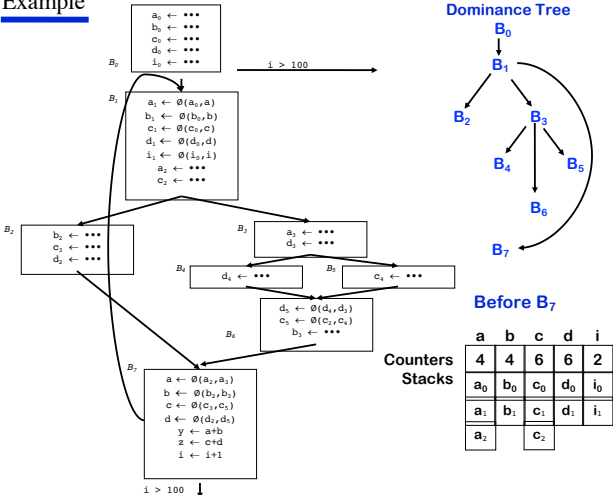 Example
B₀
a₀ ← •••
b₀ ← •••
c₀ ← •••
d₀ ← •••
i₀ ← •••
i > 100
B₁
a₁ ← Ø(a₀,a)
b₁ ← Ø(b₀,b)
c₁ ← Ø(c₀,c)
d₁ ← Ø(d₀,d)
i₁ ← Ø(i₀,i)
a₂ ← •••
c₂ ← •••
B₂
b₂ ← •••
c₃ ← •••
d₂ ← •••
B₃
a₃ ← •••
d₃ ← •••
B₄
d₄ ← •••
B₅
c₄ ← •••
B₆
d₅ ← Ø(d₄,d₃)
c₅ ← Ø(c₂,c₄)
b₃ ← •••
B₇
a ← Ø(a₂,a₃)
b ← Ø(b₂,b₃)
c ← Ø(c₃,c₅)
d ← Ø(d₂,d₅)
y ← a+b
z ← c+d
i ← i+1
i > 100
Dominance Tree
B₀
B₁
B₂
B₃
B₄
B₅
B₆
B₇
Before B₇
a b c d i
Counters 4 4 6 6 2
Stacks a₀ b₀ c₀ d₀ i₀
a₁ b₁ c₁ d₁ i₁
a₂ c₂